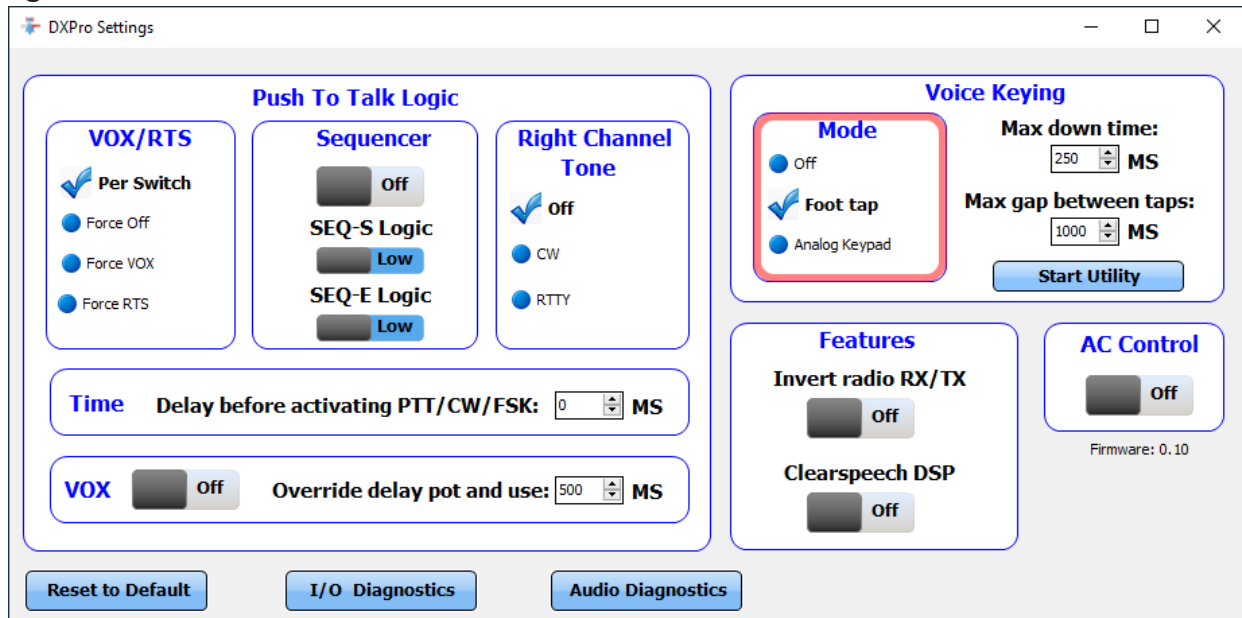 DXPro Settings
Push To Talk Logic
VOX/RTS
Per Switch
Force Off
Force VOX
Force RTS
Sequencer
Off
SEQ-S Logic
Low
SEQ-E Logic
Low
Right Channel
Tone
Off
CW
RTTY
Time Delay before activating PTT/CW/FSK: 0 MS
VOX Off Override delay pot and use: 500 MS
Voice Keying
Mode
Off
Foot tap
Analog Keypad
Max down time:
250 MS
Max gap between taps:
1000 MS
Start Utility
Features
Invert radio RX/TX
Off
Clearspeech DSP
Off
AC Control
Off
Firmware: 0.10
Reset to Default
I/O Diagnostics
Audio Diagnostics